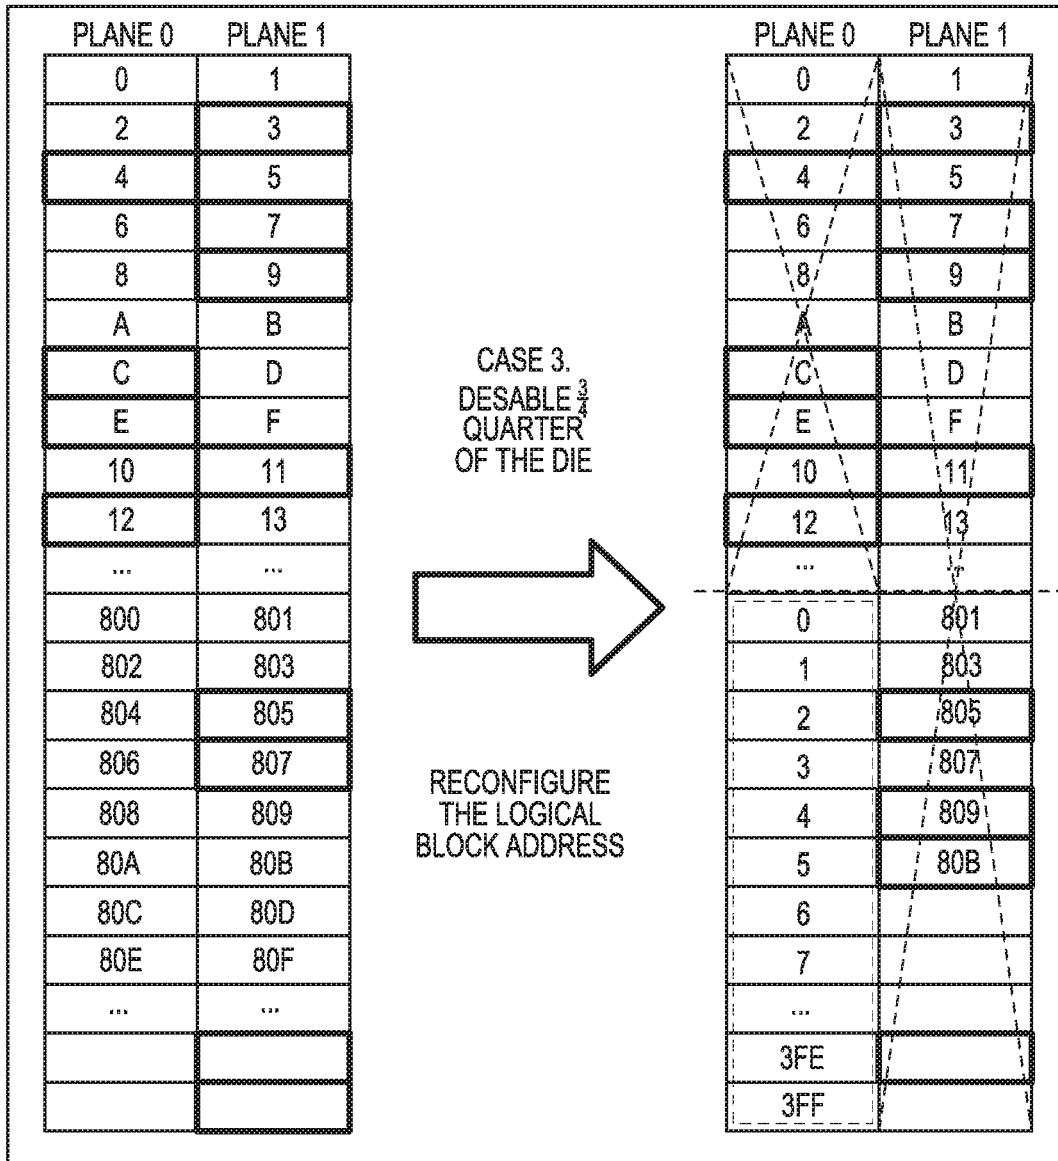 PLANE 0 PLANE 1
0 1
2 3
4 5
6 7
8 9
A B
C D
E F
10 11
12 13
... ...
800 801
802 803
804 805
806 807
808 809
80A 80B
80C 80D
80E 80F
... ...
CASE 3.
DESABLE 3/4
QUARTER
OF THE DIE
RECONFIGURE
THE LOGICAL
BLOCK ADDRESS
PLANE 0 PLANE 1
0 1
2 3
4 5
6 7
8 9
A B
C D
E F
10 11
12 13
... ...
0 801
1 803
2 805
3 807
4 809
5 80B
6
7
...
3FE
3FF